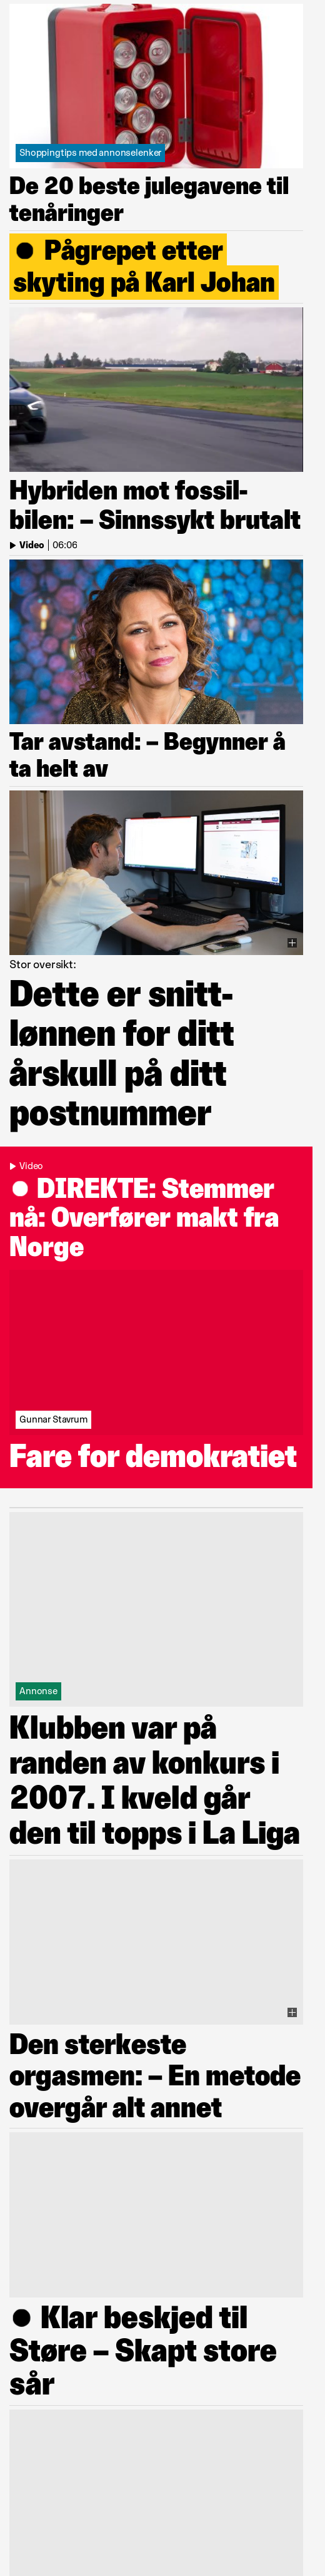 Shoppingtips med annonselenker
De 20 beste julegavene til
tenåringer
● Pågrepet etter
skyting på Karl Johan
Hybriden mot fossil-
bilen: – Sinnssykt brutalt
Video | 06:06
Tar avstand: – Begynner å
ta helt av
Stor oversikt:
Dette er snitt-
lønnen for ditt
årskull på ditt
postnummer
Video
● DIREKTE: Stemmer
nå: Overfører makt fra
Norge
Gunnar Stavrum
Fare for demokratiet
Annonse
Klubben var på
randen av konkurs i
2007. I kveld går
den til topps i La Liga
Den sterkeste
orgasmen: – En metode
overgår alt annet
● Klar beskjed til
Støre – Skapt store
sår